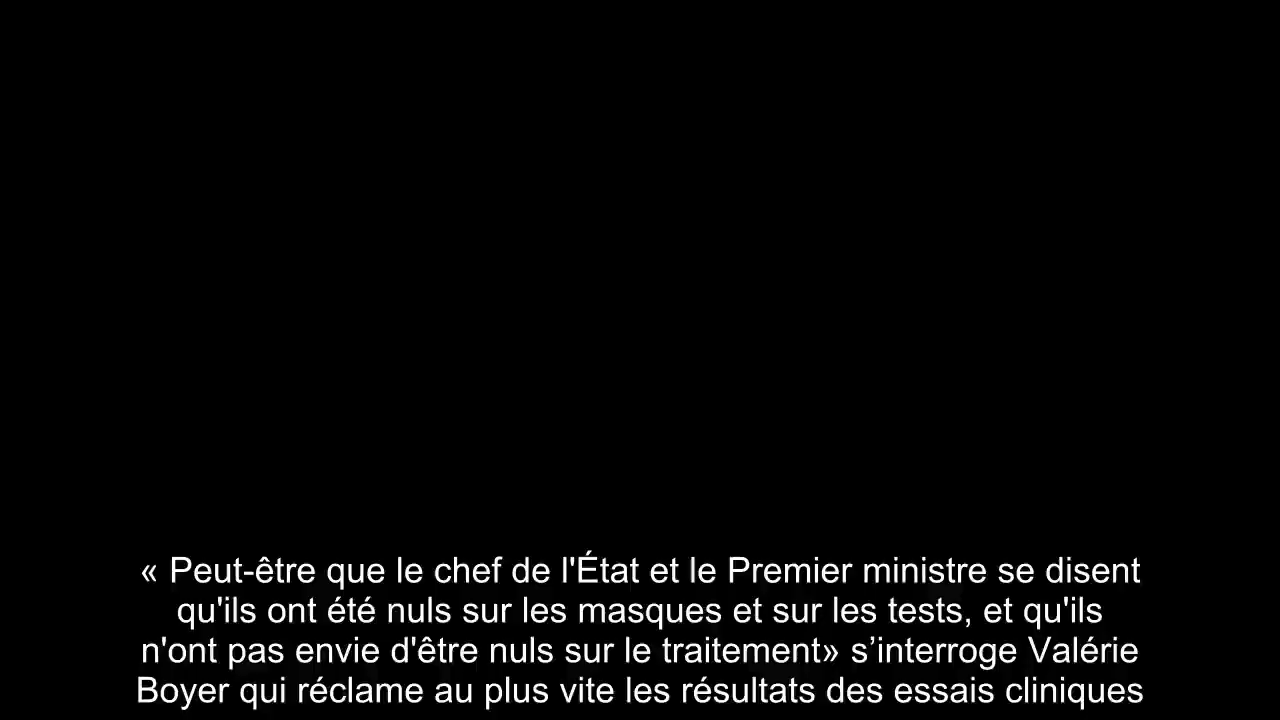 « Peut-être que le chef de l'État et le Premier ministre se disent
qu'ils ont été nuls sur les masques et sur les tests, et qu'ils
n'ont pas envie d'être nuls sur le traitement» s’interroge Valérie
Boyer qui réclame au plus vite les résultats des essais cliniques